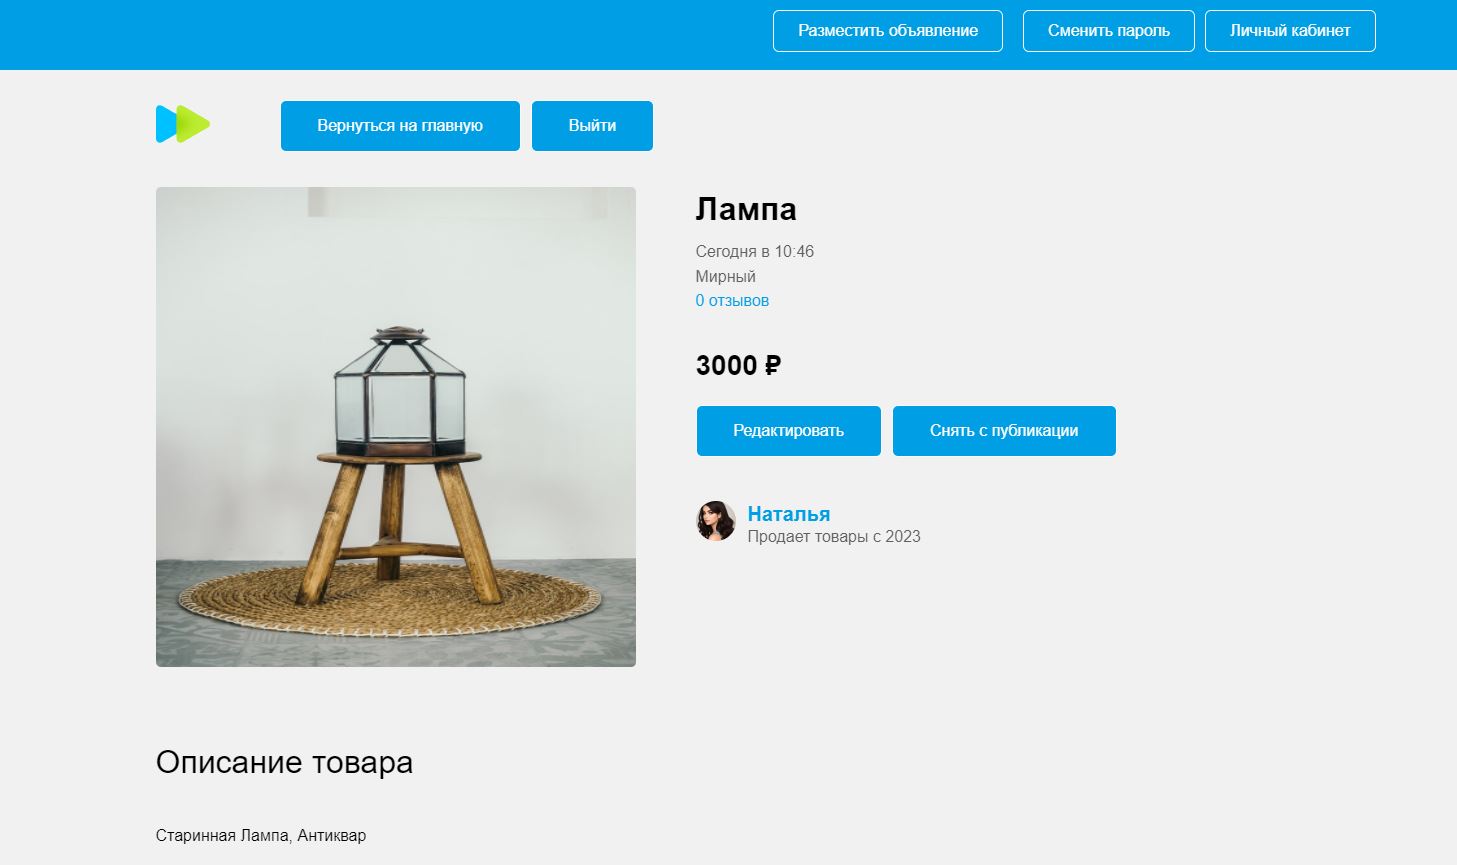 Разместить объявление
Сменить пароль
Личный кабинет
Вернуться на главную
Выйти
Лампа
Сегодня в 10:46
Мирный
0 отзывов
3000 ₽
Редактировать
Снять с публикации
Наталья
Продает товары с 2023
Описание товара
Старинная Лампа, Антиквар